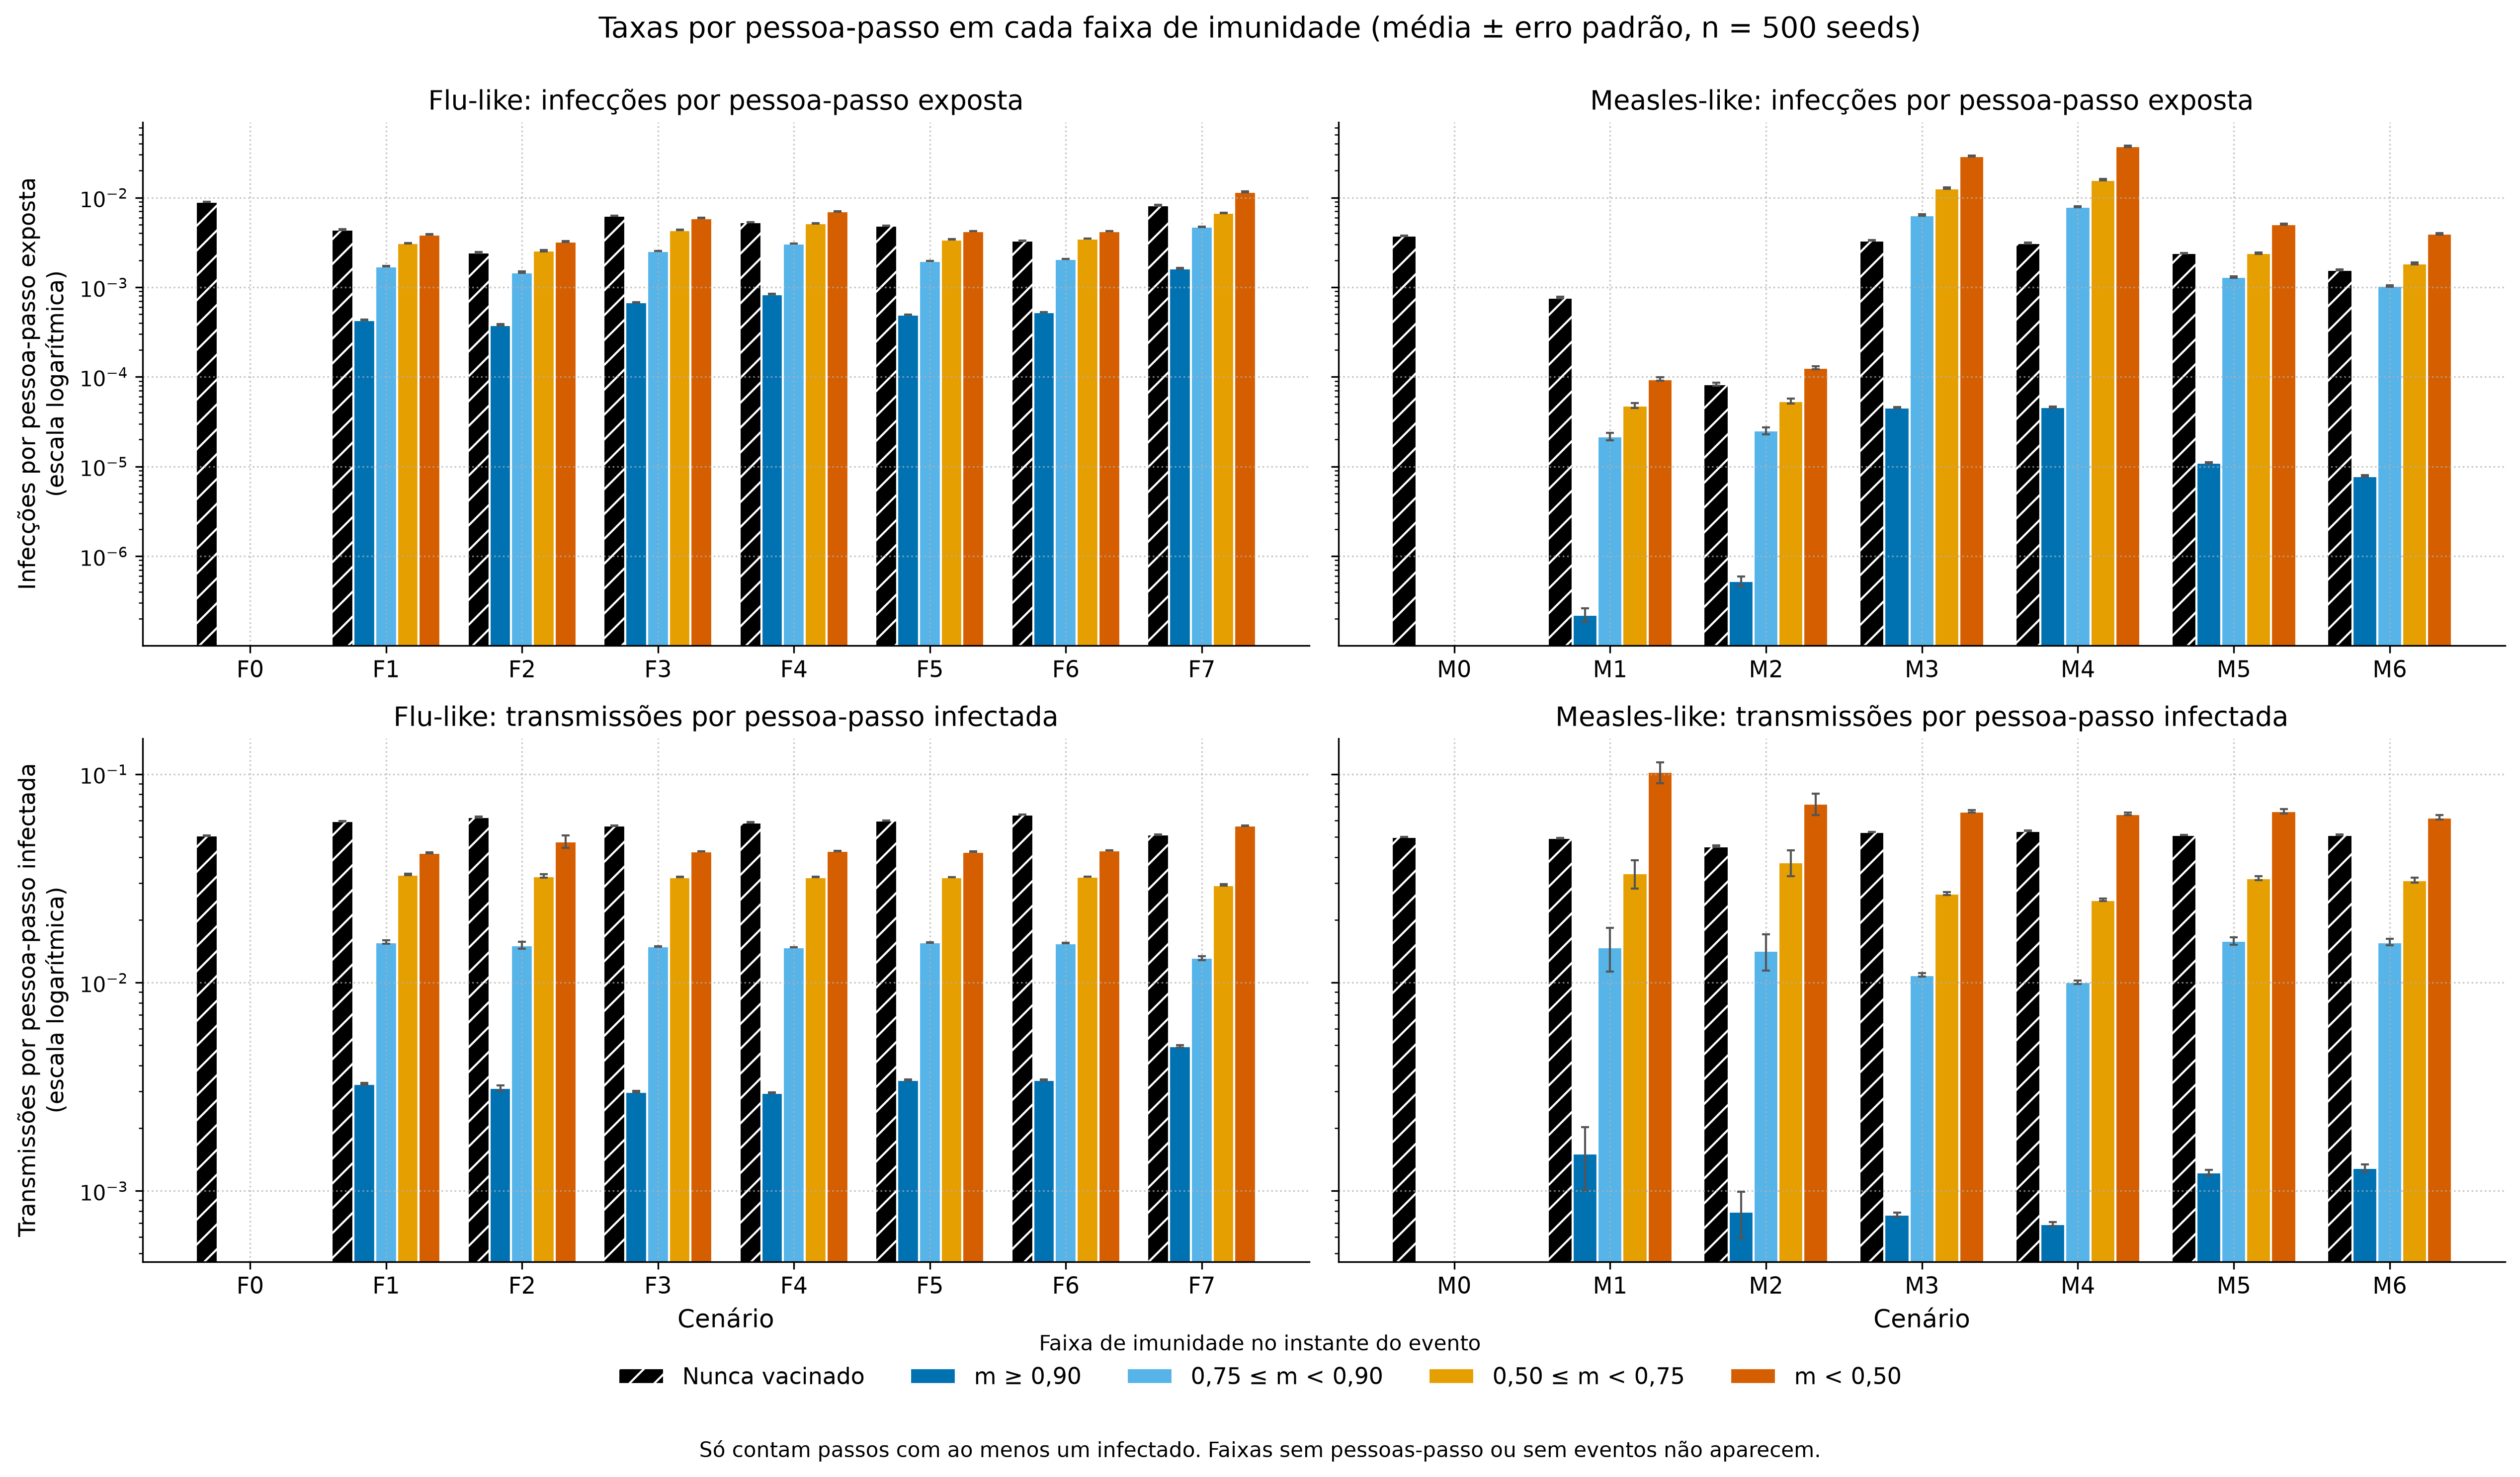 Taxas por pessoa-passo em cada faixa de imunidade (média ± erro padrão, n = 500 seeds)
Flu-like: infecções por pessoa-passo exposta
Infecções por pessoa-passo exposta
(escala logarítmica)
10⁻²
10⁻³
10⁻⁴
10⁻⁵
10⁻⁶
F0 F1 F2 F3 F4 F5 F6 F7
Measles-like: infecções por pessoa-passo exposta
M0 M1 M2 M3 M4 M5 M6
Flu-like: transmissões por pessoa-passo infectada
Transmissões por pessoa-passo infectada
(escala logarítmica)
10⁻¹
10⁻²
10⁻³
F0 F1 F2 F3 F4 F5 F6 F7
Cenário
Measles-like: transmissões por pessoa-passo infectada
M0 M1 M2 M3 M4 M5 M6
Cenário
Faixa de imunidade no instante do evento
Nunca vacinado m ≥ 0,90 0,75 ≤ m < 0,90 0,50 ≤ m < 0,75 m < 0,50
Só contam passos com ao menos um infectado. Faixas sem pessoas-passo ou sem eventos não aparecem.